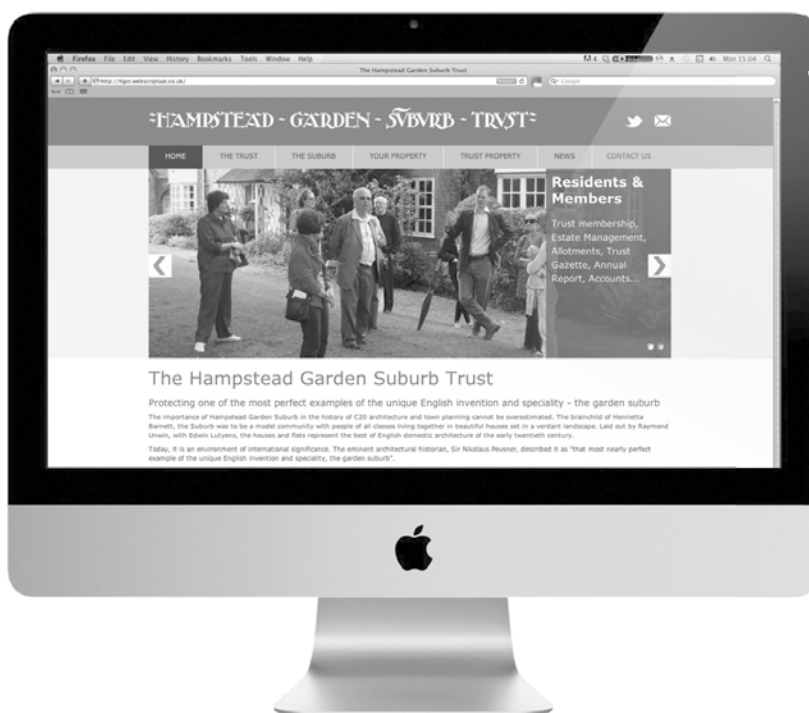 Firefox File Edit View History Bookmarks Tools Window Help
Mon 15:04
The Hampstead Garden Suburb Trust
Google
HAMPSTEAD ~ GARDEN ~ SVBVRB ~ TRVST
HOME THE TRUST THE SUBURB YOUR PROPERTY TRUST PROPERTY NEWS CONTACT US
Residents &
Members
Trust membership,
Estate Management,
Allotments, Trust
Gazette, Annual
Report, Accounts...
The Hampstead Garden Suburb Trust
Protecting one of the most perfect examples of the unique English invention and speciality - the garden suburb
The importance of Hampstead Garden Suburb in the history of C20 architecture and town planning cannot be overestimated. The brainchild of Henrietta
Barnett, the Suburb was to be a model community with people of all classes living together in beautiful houses set in a verdant landscape. Laid out by Raymond
Unwin, with Edwin Lutyens, the houses and flats represent the best of English domestic architecture of the early twentieth century.
Today, it is an environment of international significance. The eminent architectural historian, Sir Nikolaus Pevsner, described it as "that most nearly perfect
example of the unique English invention and speciality, the garden suburb".